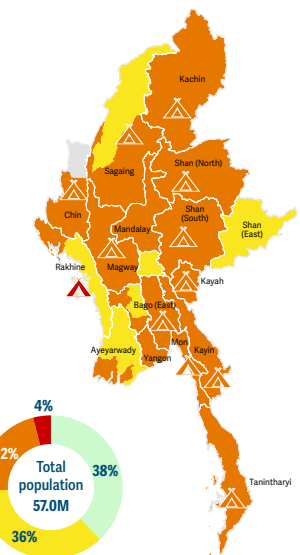 Kachin
Sagaing
Shan (North)
Shan
(South)
Chin
Mandalay
Shan
(East)
Rakhine
Magway
Kayah
Bago (East)
Mon
Ayeyarwady
Yangon
Kayin
4%
2%
Total
population
57.0M
38%
36%
Tanintharyi